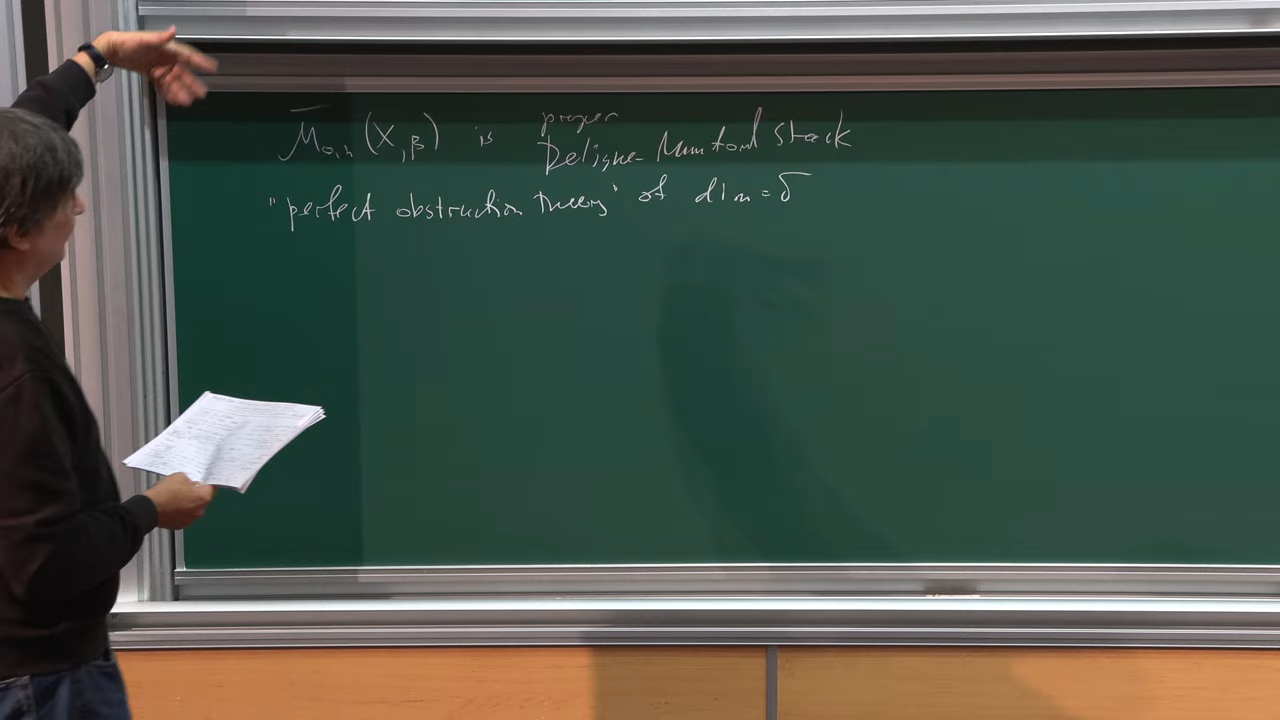 proper
M̄₀,ₙ(X,β) is Deligne-Mumford stack
"perfect obstruction theory" of dim = δ